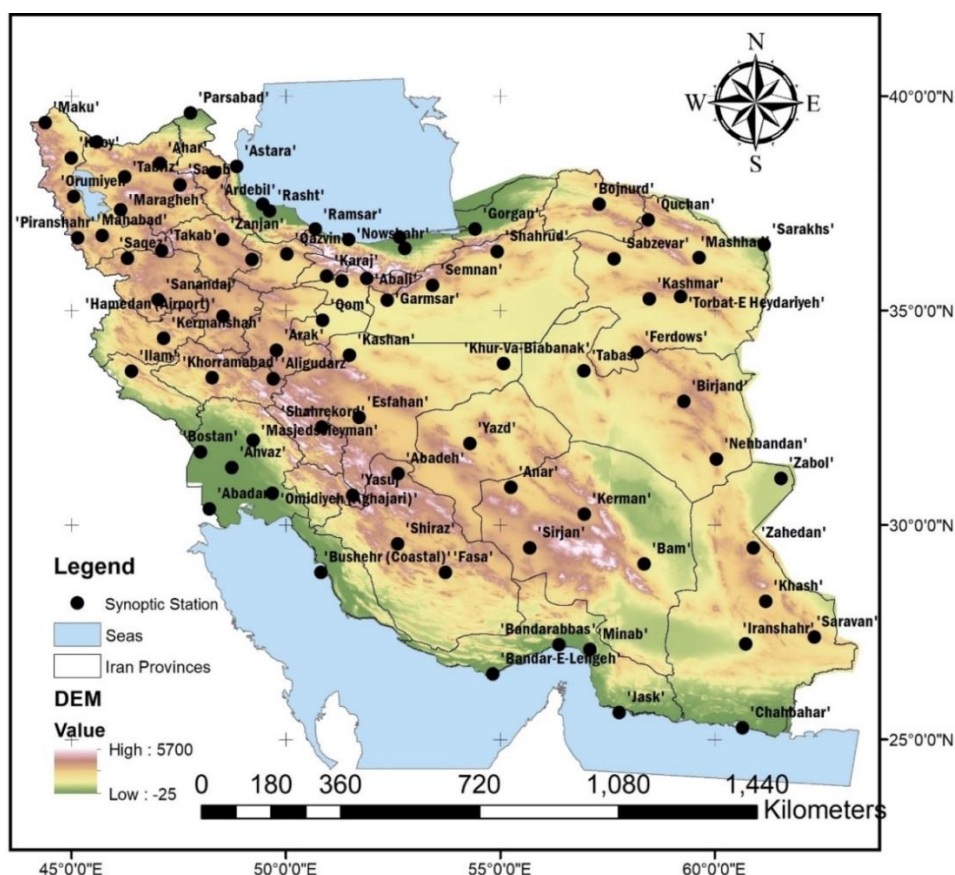 N
W E
S
40°0'0"N
'Parsabad'
'Maku'
'Ahar'
'Astara'
'Tabriz'
'Orumiyeh'
'Ardebil'
'Rasht'
'Maragheh'
'Bojnurd'
'Quchan'
'Ramsar'
'Gorgan'
'Piranshahr'
'Mahabad'
'Zanjan'
'Nowshahr'
'Sarakhs'
'Saqez'
'Takab'
'Qazvin'
'Shahrud'
'Sabzevar'
'Mashhad'
'Karaj'
'Abali'
'Semnan'
'Sanandaj'
'Garmsar'
'Kashmar'
'Hamedan (Airport)'
'Qom'
'Torbat-E Heydariyeh'
35°0'0"N
'Kermanshah'
'Arak'
'Kashan'
'Ferdows'
'Ilam'
'Khorramabad'
'Aligudarz'
'Khur-Va-Biabanak'
'Tabas'
'Birjand'
'Shahrekord'
'Esfahan'
'Bostan'
'Masjedsoleyman'
'Yazd'
'Nehbandan'
'Ahvaz'
'Abadeh'
'Zabol'
'Yasuj'
'Anar'
'Abadan'
'Omidiyeh (Aghajari)'
'Kerman'
30°0'0"N
'Shiraz'
'Sirjan'
'Zahedan'
'Bushehr (Coastal)'
'Fasa'
'Bam'
'Khash'
'Bandarabbas'
'Minab'
'Iranshahr'
'Saravan'
'Bandar-E-Lengeh'
'Jask'
'Chahbahar'
25°0'0"N
Legend
Synoptic Station
Seas
Iran Provinces
DEM
Value
High : 5700
Low : -25
0 180 360 720 1,080 1,440
Kilometers
45°0'0"E 50°0'0"E 55°0'0"E 60°0'0"E